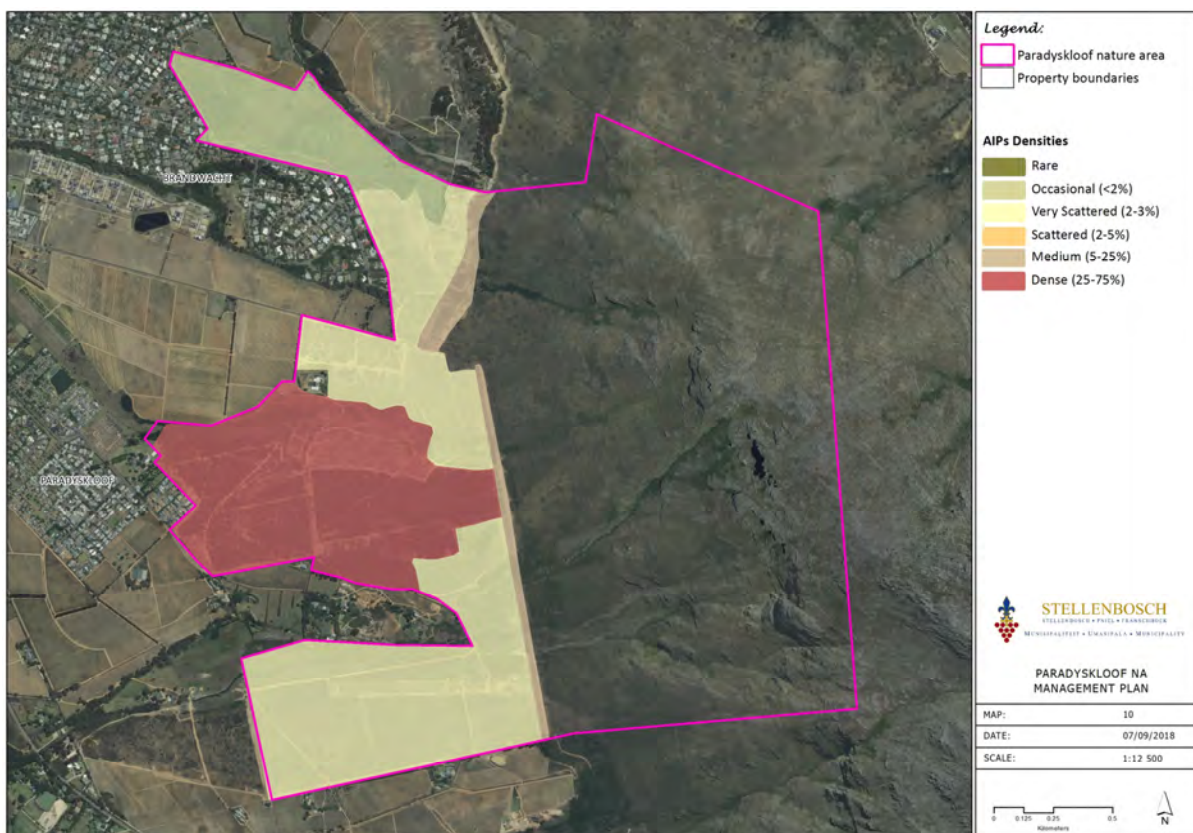 BRANDWACHT
PARADYSKLOOF
Legend:
Paradyskloof nature area
Property boundaries
AIPs Densities
Rare
Occasional (<2%)
Very Scattered (2-3%)
Scattered (2-5%)
Medium (5-25%)
Dense (25-75%)
STELLENBOSCH
STELLENBOSCH • PNIEL • FRANSCHHOEK
MUNISIPALITEIT • UMASIPALA • MUNICIPALITY
PARADYSKLOOF NA
MANAGEMENT PLAN
MAP: 10
DATE: 07/09/2018
SCALE: 1:12 500
0 0.125 0.25 0.5
Kilometers
N